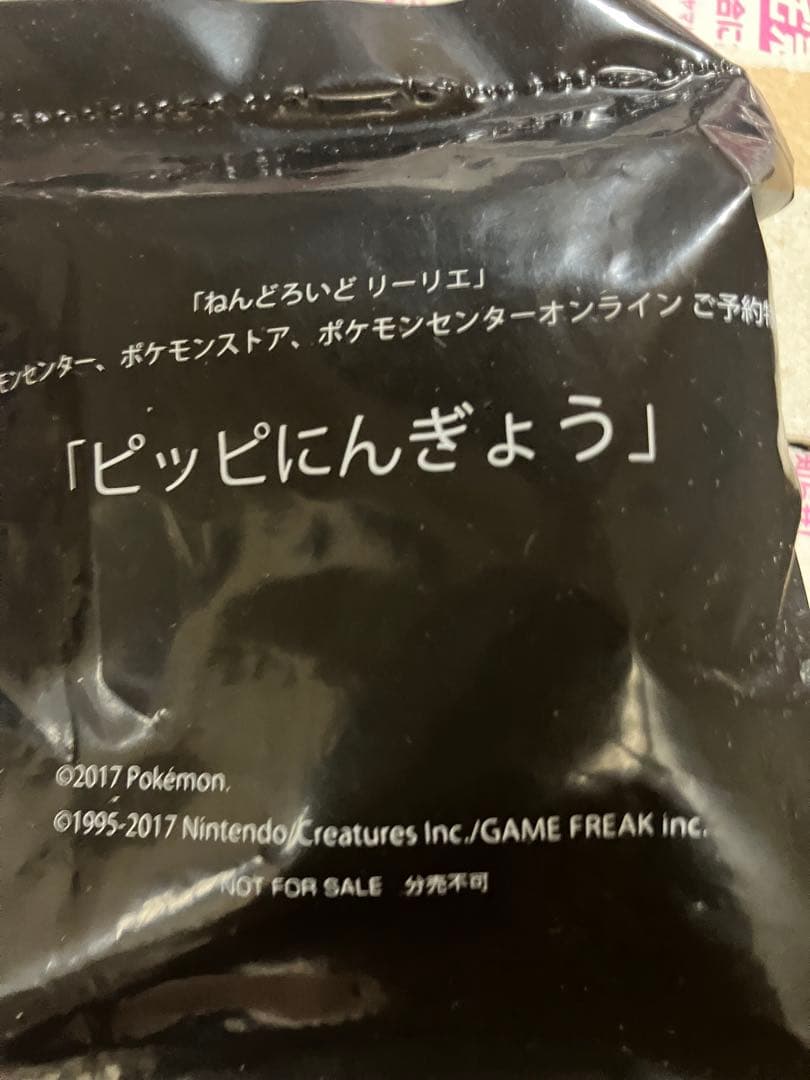 「ねんどろいど リーリエ」
モンセンター、ポケモンストア、ポケモンセンターオンライン ご予約
「ピッピにんぎょう」
©2017 Pokémon.
©1995-2017 Nintendo/Creatures Inc./GAME FREAK inc.
NOT FOR SALE 分売不可